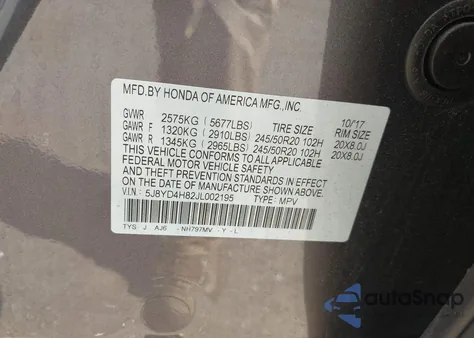 MFD.BY HONDA OF AMERICA MFG.,INC.
10/17
GVWR 2575KG ( 5677LBS) TIRE SIZE RIM SIZE
GAWR F 1320KG ( 2910LBS) 245/50R20 102H 20X8.0J
GAWR R 1345KG ( 2965LBS) 245/50R20 102H 20X8.0J
THIS VEHICLE CONFORMS TO ALL APPLICABLE
FEDERAL MOTOR VEHICLE SAFETY
AND THEFT PREVENTION STANDARDS IN EFFECT
ON THE DATE OF MANUFACTURE SHOWN ABOVE.
V.I.N.: 5J8YD4H82JL002195 TYPE: MPV
TYS J AJ6 - NH797MV - Y - L
autoSnap